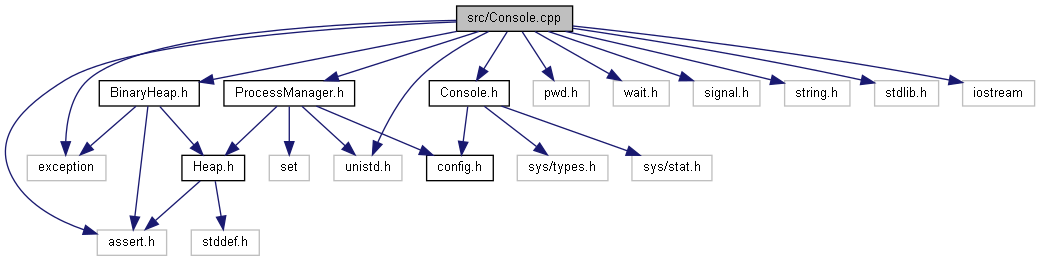 src/Console.cpp
BinaryHeap.h
ProcessManager.h
Console.h
pwd.h
wait.h
signal.h
string.h
stdlib.h
iostream
exception
Heap.h
set
unistd.h
config.h
sys/types.h
sys/stat.h
assert.h
stddef.h